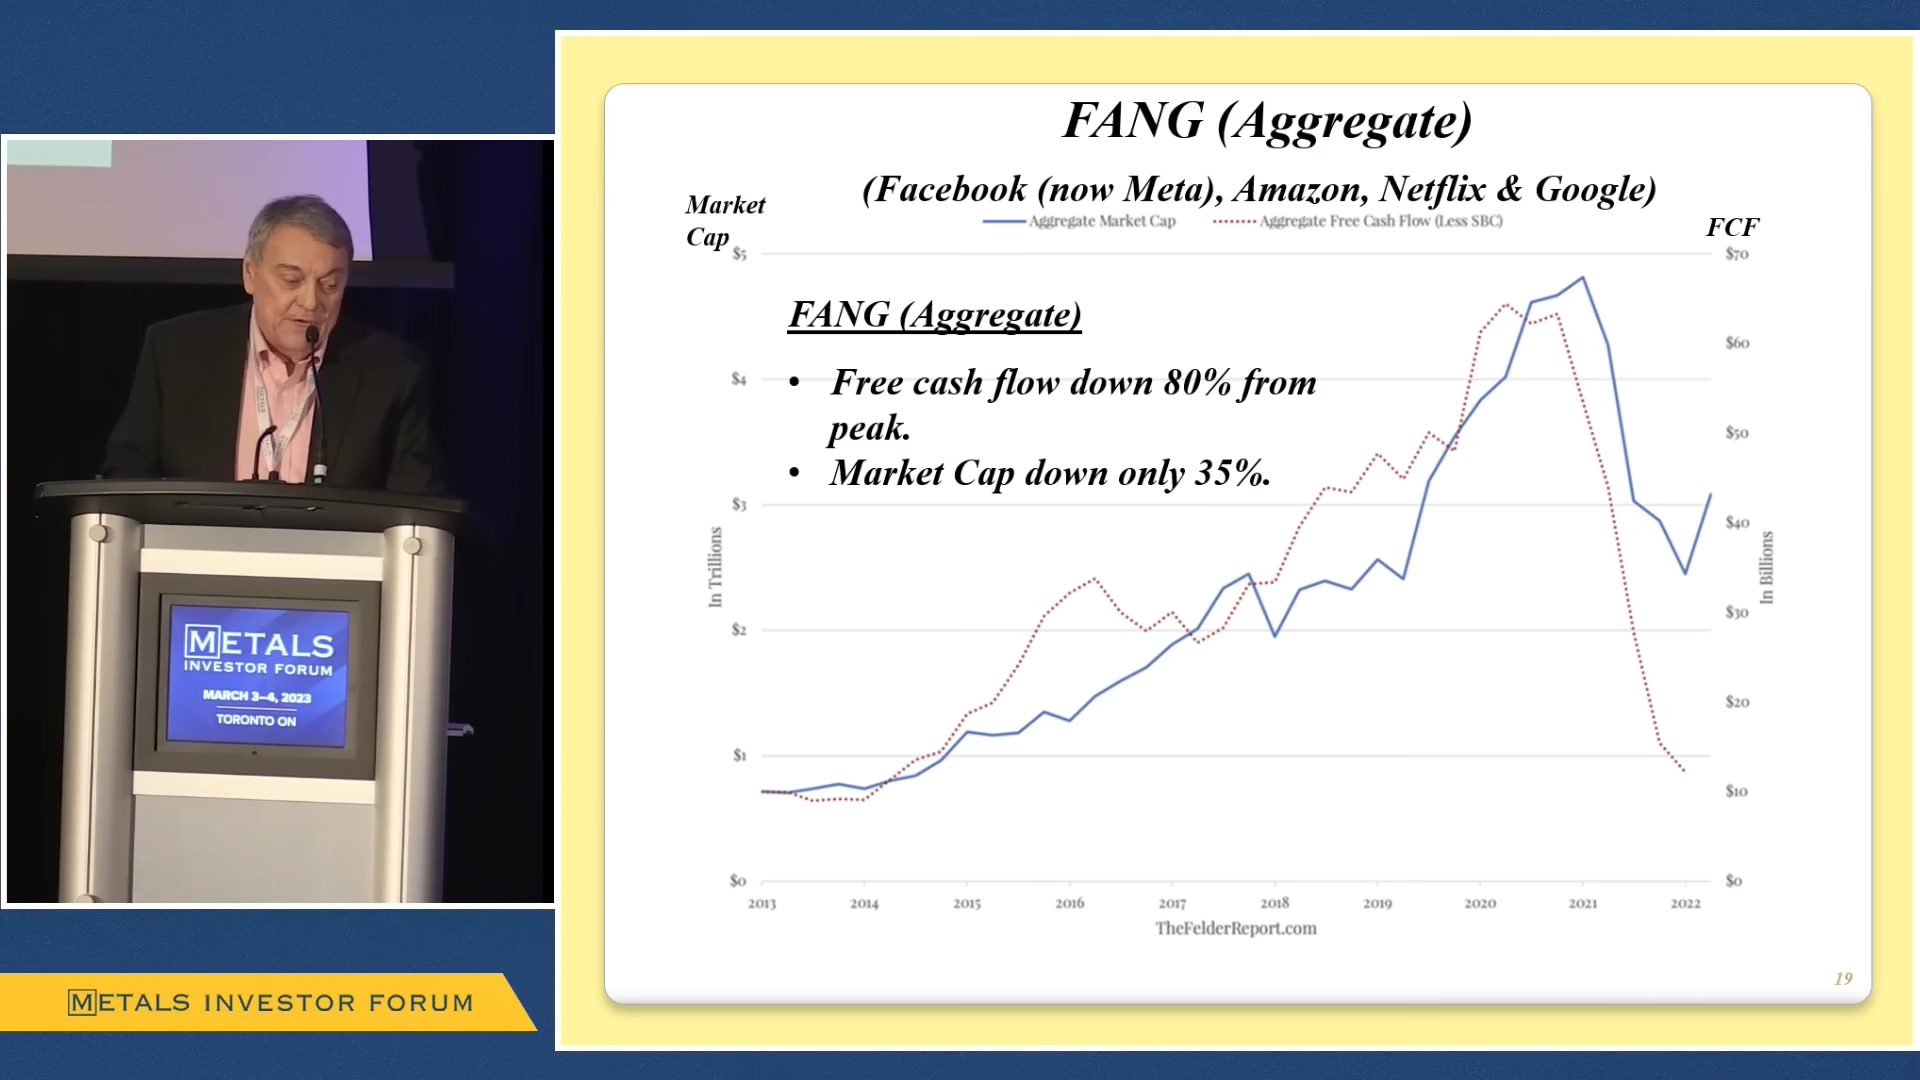 FANG (Aggregate)
(Facebook (now Meta), Amazon, Netflix & Google)
Market
Cap
Aggregate Market Cap
Aggregate Free Cash Flow (Less SBC)
FCF
$5
$4
$3
$2
$1
$0
In Trillions
FANG (Aggregate)
• Free cash flow down 80% from
peak.
• Market Cap down only 35%.
$70
$60
$50
$40
$30
$20
$10
$0
In Billions
2013 2014 2015 2016 2017 2018 2019 2020 2021 2022
TheFelderReport.com
19
METALS
INVESTOR FORUM
MARCH 3–4, 2023
TORONTO ON
METALS INVESTOR FORUM